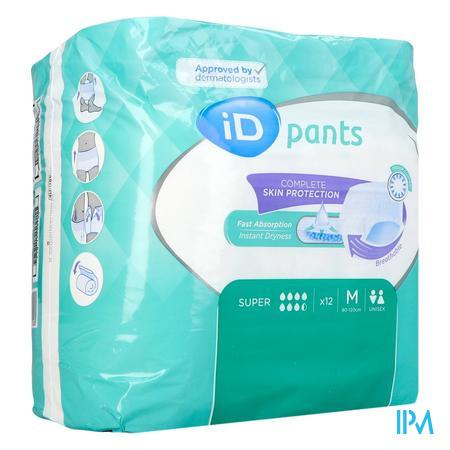 Approved by
dermatologists
iD pants
COMPLETE
SKIN PROTECTION
Fast Absorption
Instant Dryness
Breathable
SUPER
x12
M
80-120cm
UNISEX
IPM